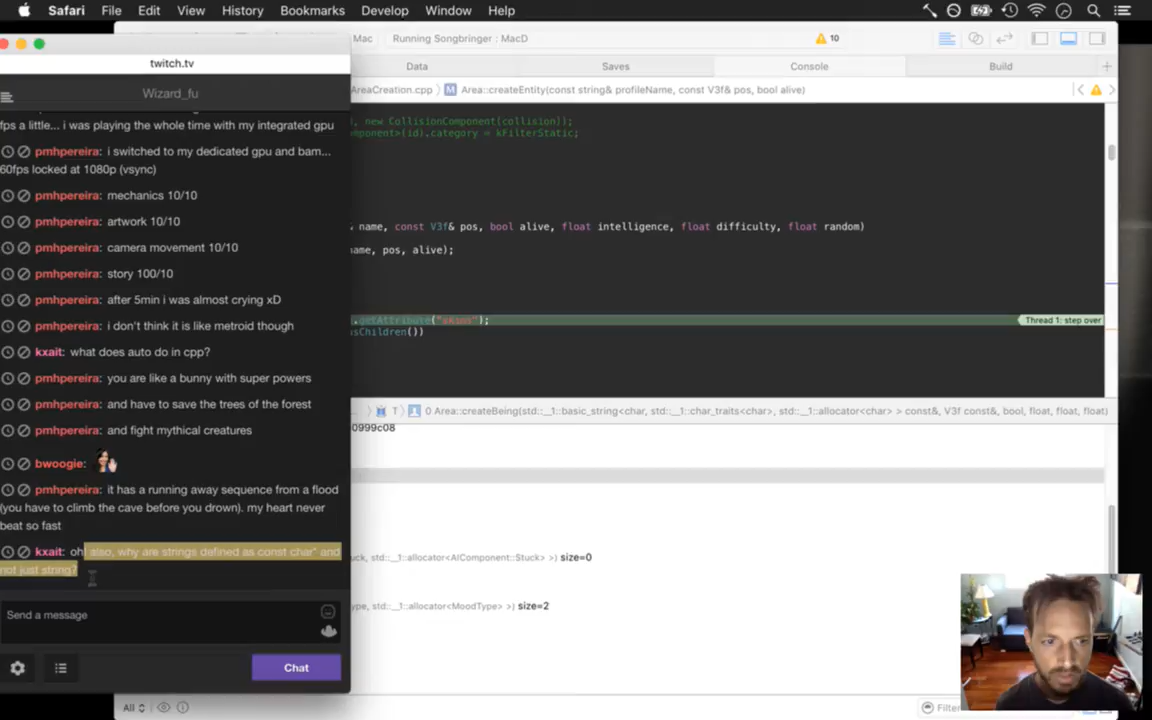 Safari File Edit View History Bookmarks Develop Window Help
Mac Running Songbringer : MacD 10
twitch.tv
Data Saves Console Build
Wizard_fu
AreaCreation.cpp M Area::createEntity(const string& profileName, const V3f& pos, bool alive)
fps a little... i was playing the whole time with my integrated gpu
d, new CollisionComponent(collision));
component>(id).category = kFilterStatic;
pmhpereira: i switched to my dedicated gpu and bam...
60fps locked at 1080p (vsync)
pmhpereira: mechanics 10/10
pmhpereira: artwork 10/10
& name, const V3f& pos, bool alive, float intelligence, float difficulty, float random)
pmhpereira: camera movement 10/10
name, pos, alive);
pmhpereira: story 100/10
pmhpereira: after 5min i was almost crying xD
.getAttribute(
);
Thread 1: step over
pmhpereira: i don't think it is like metroid though
asChildren())
kxait: what does auto do in cpp?
pmhpereira: you are like a bunny with super powers
pmhpereira: and have to save the trees of the forest
0 Area::createBeing(std::__1::basic_string<char, std::__1::char_traits<char>, std::__1::allocator<char> > const&, V3f const&, bool, float, float, float)
pmhpereira: and fight mythical creatures
0999c08
bwoogie:
pmhpereira: it has a running away sequence from a flood
(you have to climb the cave before you drown). my heart never
beat so fast
kxait: oh! also, why are strings defined as const char* and
not just string?
uck, std::__1::allocator<AIComponent::Stuck> >) size=0
ype, std::__1::allocator<MoodType> >) size=2
Send a message
Chat
All
Filter